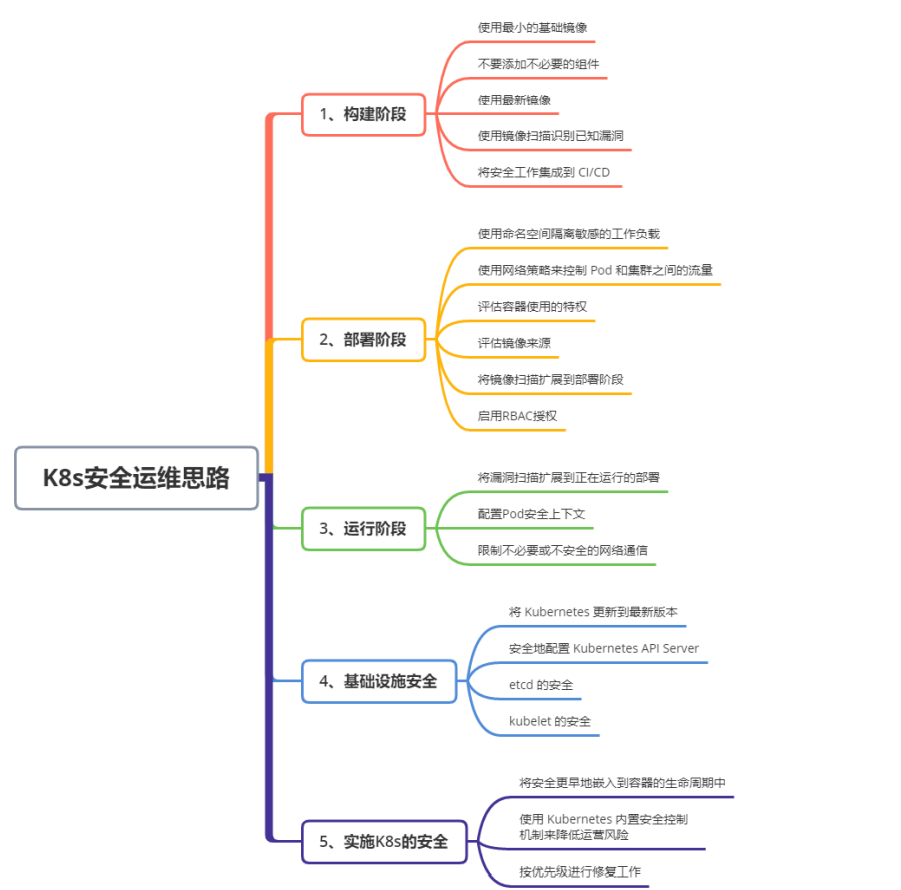 K8s安全运维思路
1、构建阶段
使用最小的基础镜像
不要添加不必要的组件
使用最新镜像
使用镜像扫描识别已知漏洞
将安全工作集成到 CI/CD
2、部署阶段
使用命名空间隔离敏感的工作负载
使用网络策略来控制 Pod 和集群之间的流量
评估容器使用的特权
评估镜像来源
将镜像扫描扩展到部署阶段
启用RBAC授权
3、运行阶段
将漏洞扫描扩展到正在运行的部署
配置Pod安全上下文
限制不必要或不安全的网络通信
4、基础设施安全
将 Kubernetes 更新到最新版本
安全地配置 Kubernetes API Server
etcd 的安全
kubelet 的安全
5、实施K8s的安全
将安全更早地嵌入到容器的生命周期中
使用 Kubernetes 内置安全控制
机制来降低运营风险
按优先级进行修复工作